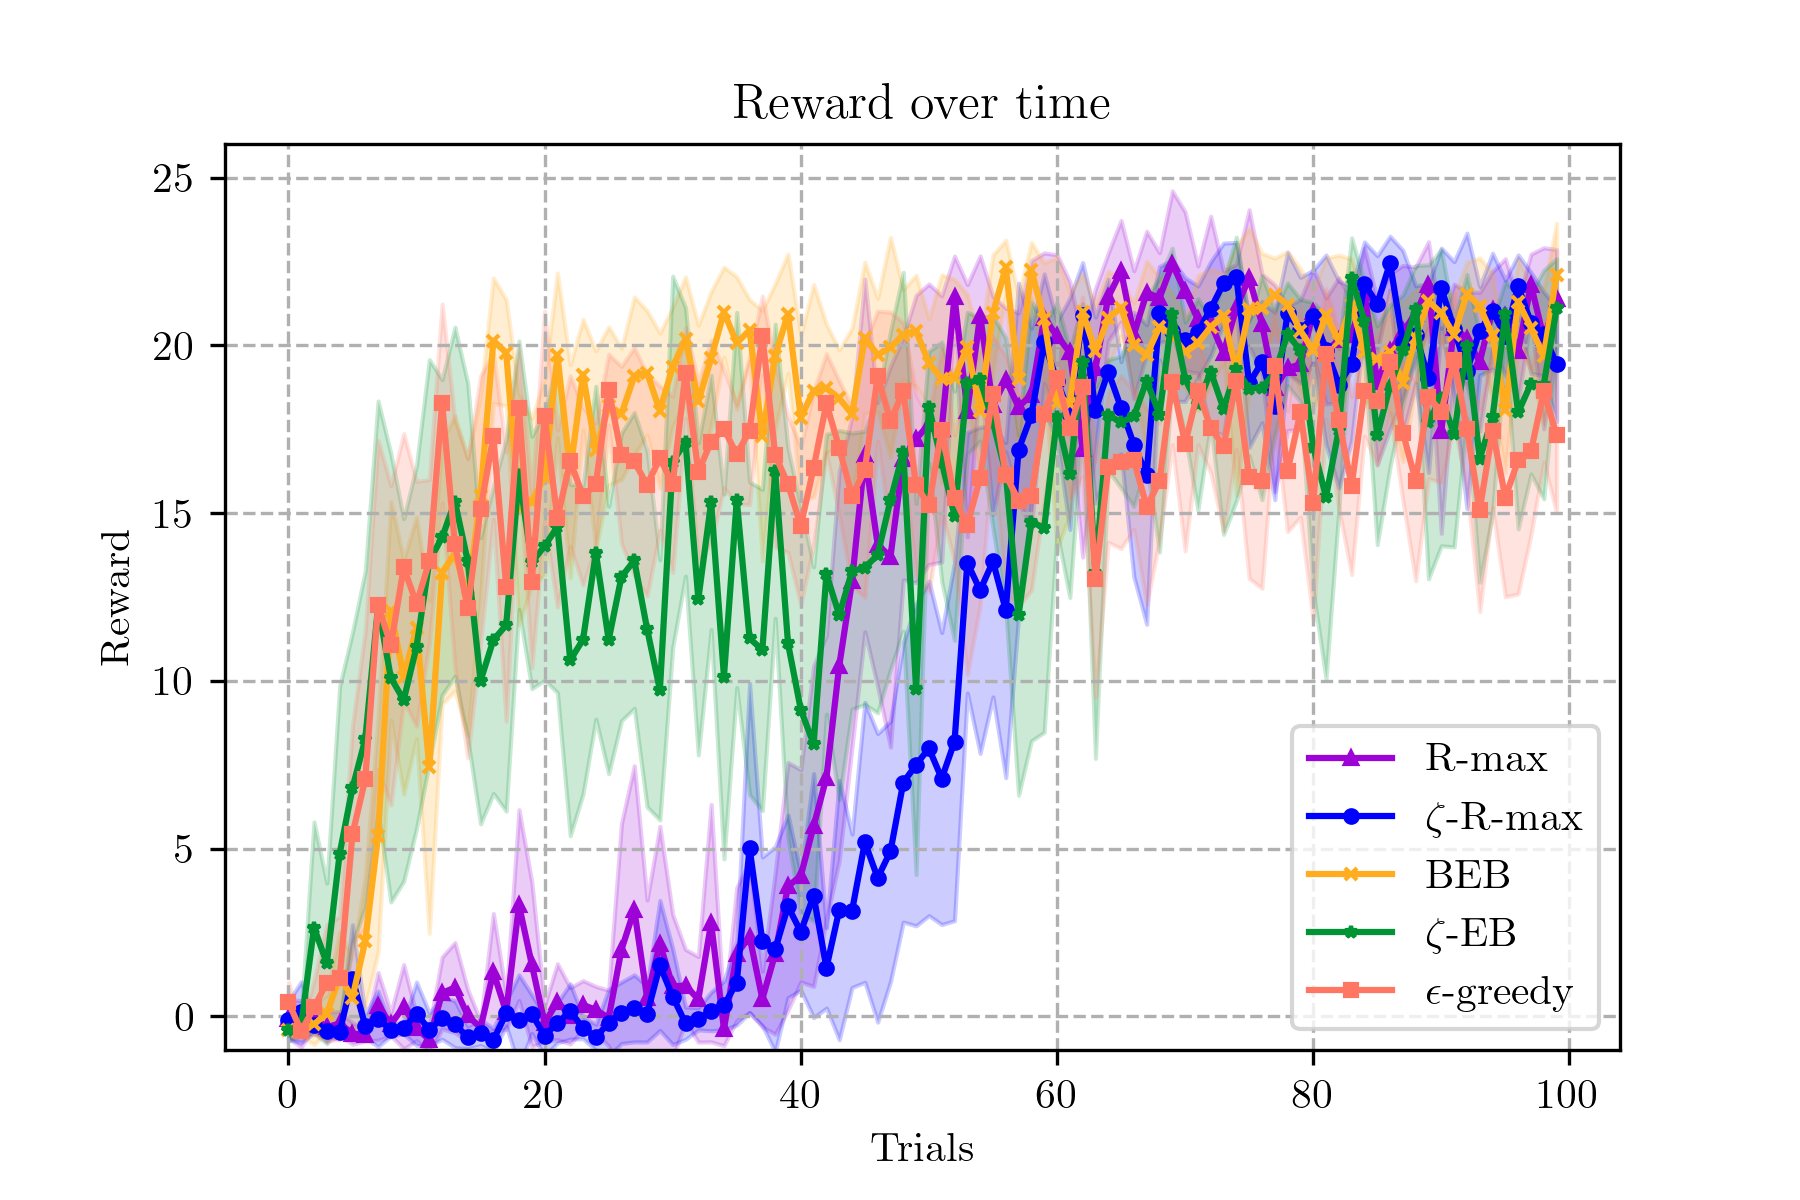 Reward over time
25
20
15
10
5
0
Reward
0 20 40 60 80 100
Trials
R-max
ζ-R-max
BEB
ζ-EB
ϵ-greedy